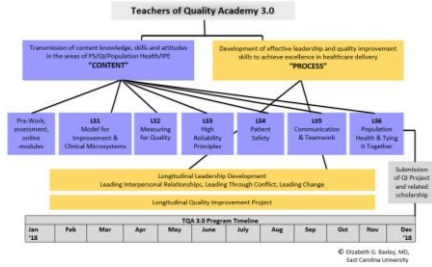 Teachers of Quality Academy 3.0
Transmission of content knowledge, skills and attitudes
in the areas of PS/QI/Population Health/IPE
"CONTENT"
Development of effective leadership and quality improvement
skills to achieve excellence in healthcare delivery
"PROCESS"
Pre-Work,
assessment,
online
modules
LS1
Model for
Improvement &
Clinical Microsystems
LS2
Measuring
for Quality
LS3
High
Reliability
Principles
LS4
Patient
Safety
LS5
Communication
& Teamwork
LS6
Population
Health & Tying
it Together
Longitudinal Leadership Development
Leading Interpersonal Relationships, Leading Through Conflict, Leading Change
Longitudinal Quality Improvement Project
Submission
of QI Project
and related
scholarship
TQA 3.0 Program Timeline
Jan '18
Feb
Mar
Apr
May
June
July
Aug
Sep
Oct
Nov
Dec '18
© Elizabeth G. Baxley, MD,
East Carolina University